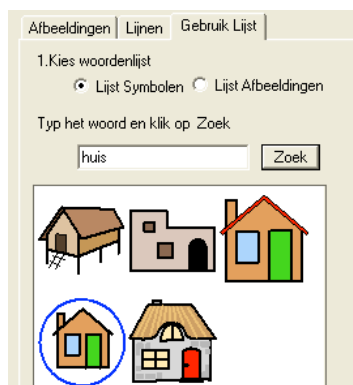 Afbeeldingen Lijnen Gebruik Lijst
1.Kies woordenlijst
Lijst Symbolen Lijst Afbeeldingen
Typ het woord en klik op Zoek
huis Zoek